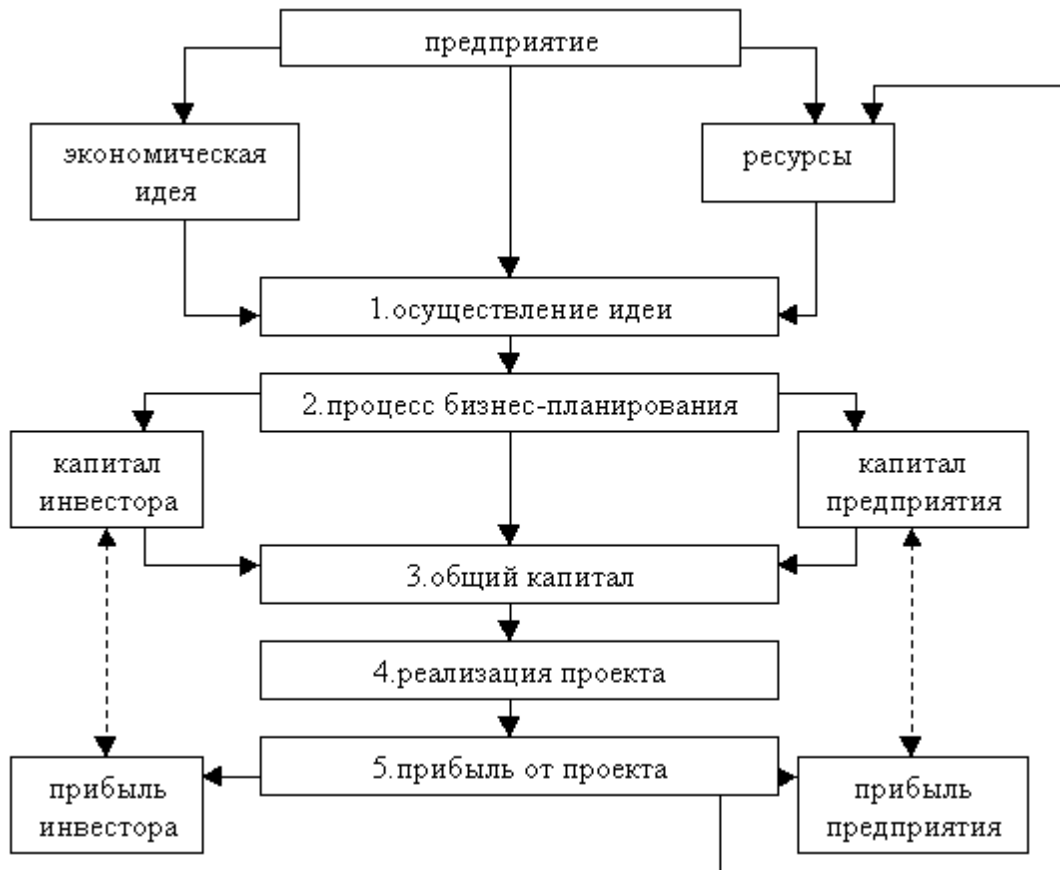 предприятие
экономическая
идея
ресурсы
1.осуществление идеи
2.процесс бизнес-планирования
капитал
инвестора
капитал
предприятия
3.общий капитал
4.реализация проекта
5.прибыль от проекта
прибыль
инвестора
прибыль
предприятия